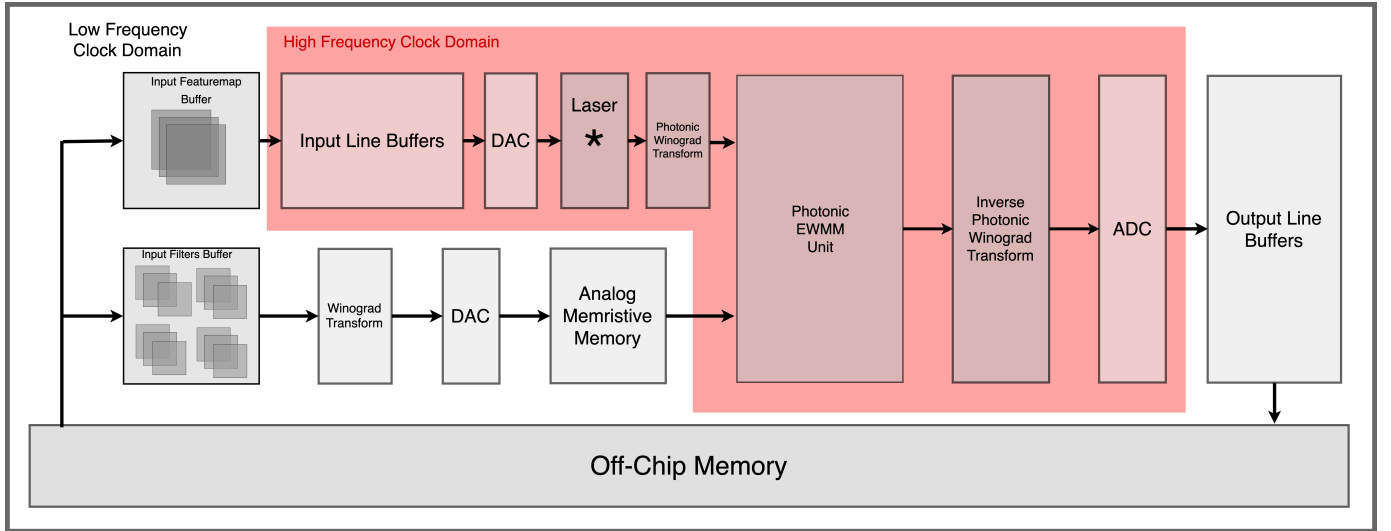 Low Frequency
Clock Domain
High Frequency Clock Domain
Input Featuremap
Buffer
Input Line Buffers
DAC
Laser
*
Photonic
Winograd
Transform
Photonic
EWMM
Unit
Inverse
Photonic
Winograd
Transform
ADC
Output Line
Buffers
Input Filters Buffer
Winograd
Transform
DAC
Analog
Memristive
Memory
Off-Chip Memory